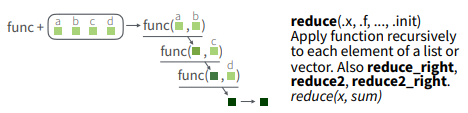 func +
a b c d
func( a , b )
func( , c )
func( , d )
reduce(.x, .f, ..., .init)
Apply function recursively
to each element of a list or
vector. Also reduce_right,
reduce2, reduce2_right.
reduce(x, sum)